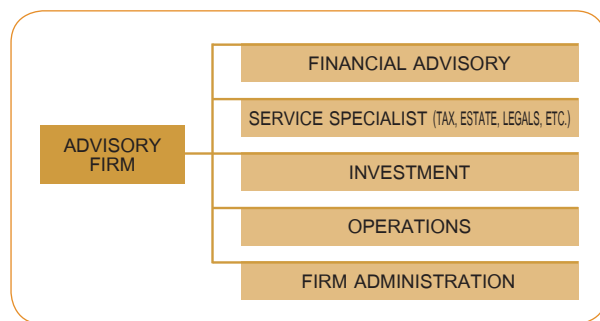 FINANCIAL ADVISORY
SERVICE SPECIALIST (TAX, ESTATE, LEGALS, ETC.)
ADVISORY
FIRM
INVESTMENT
OPERATIONS
FIRM ADMINISTRATION